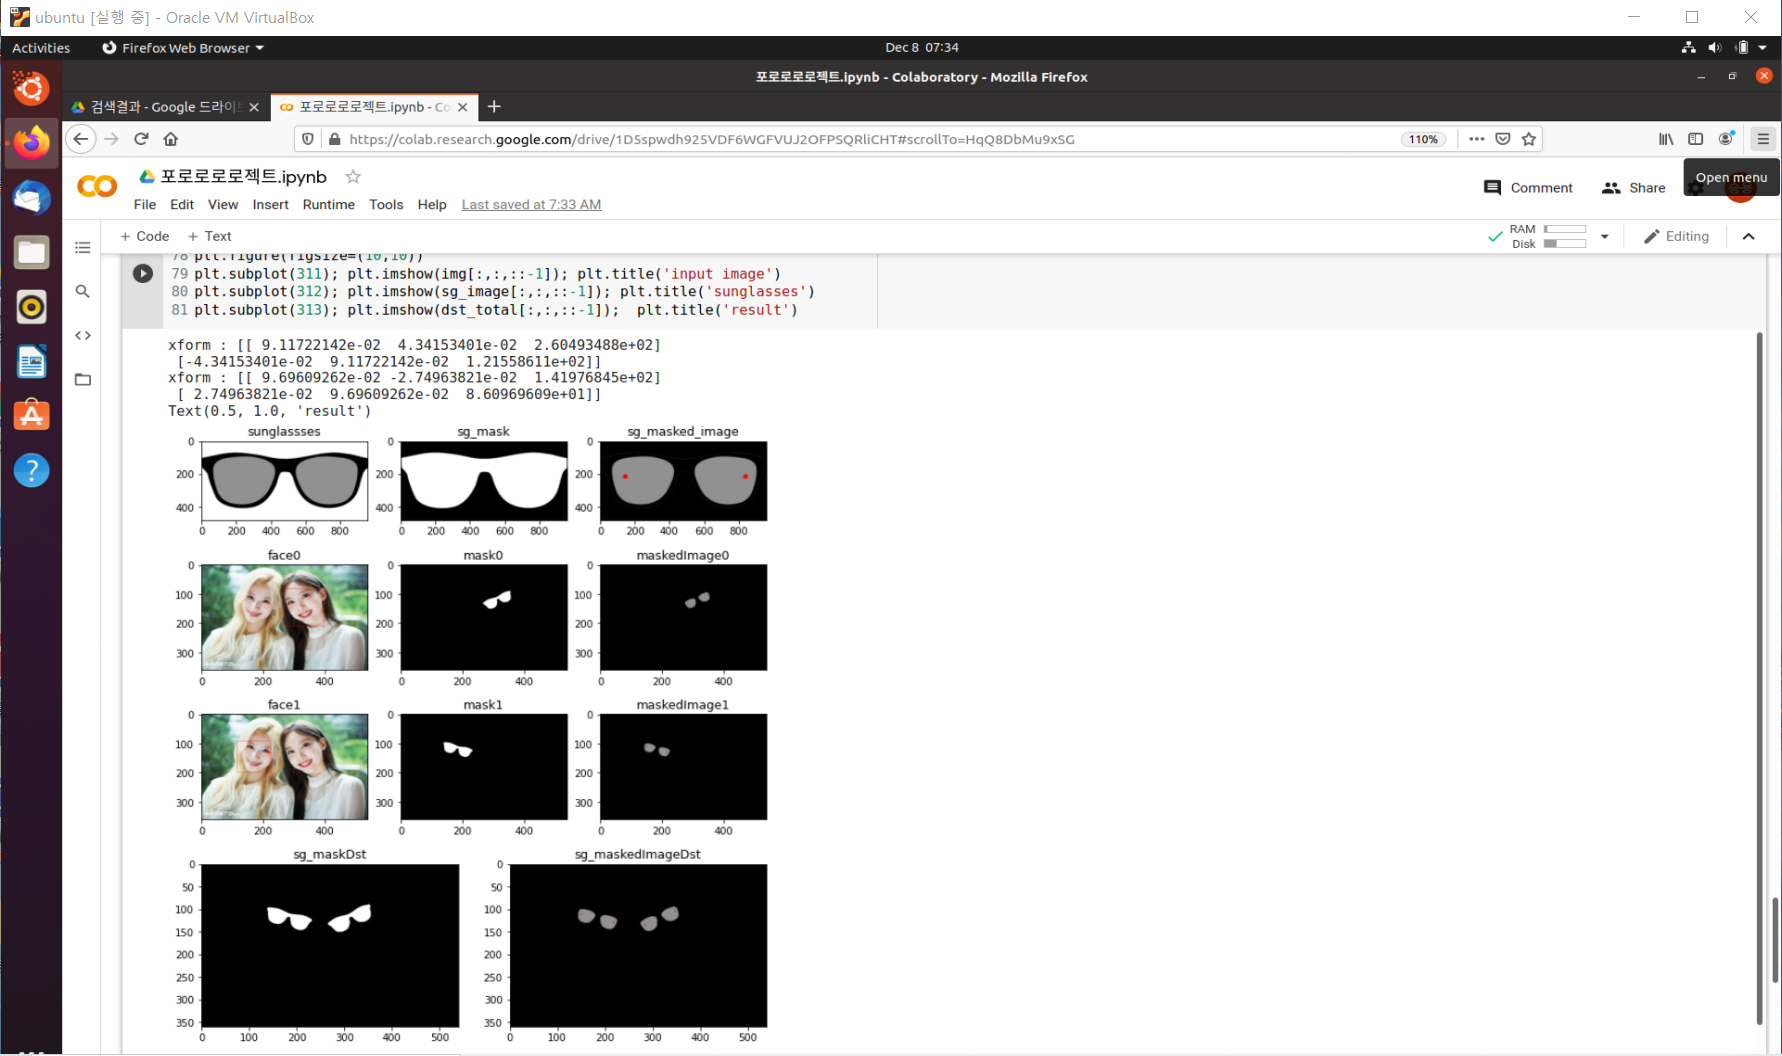 ubuntu [실행 중] - Oracle VM VirtualBox
Activities Firefox Web Browser Dec 8 07:34
포로로로로젝트.ipynb - Colaboratory - Mozilla Firefox
검색결과 - Google 드라이브 포로로로로젝트.ipynb - Co
https://colab.research.google.com/drive/1D5spwdh925VDF6WGFVUJ2OFPSQRliCHT#scrollTo=HqQ8DbMu9xSG 110%
Open menu
포로로로로젝트.ipynb
Comment Share
File Edit View Insert Runtime Tools Help Last saved at 7:33 AM
+ Code + Text RAM Disk Editing
78 plt.figure(figsize=(10,10))
79 plt.subplot(311); plt.imshow(img[:,:,::-1]); plt.title('input image')
80 plt.subplot(312); plt.imshow(sg_image[:,:,::-1]); plt.title('sunglasses')
81 plt.subplot(313); plt.imshow(dst_total[:,:,::-1]);  plt.title('result')
xform : [[ 9.11722142e-02  4.34153401e-02  2.60493488e+02]
[-4.34153401e-02  9.11722142e-02  1.21558611e+02]]
xform : [[ 9.69609262e-02 -2.74963821e-02  1.41976845e+02]
[ 2.74963821e-02  9.69609262e-02  8.60969609e+01]]
Text(0.5, 1.0, 'result')
sunglassses sg_mask sg_masked_image
0 0 0
200 200 200
400 400 400
0 200 400 600 800 0 200 400 600 800 0 200 400 600 800
face0 mask0 maskedImage0
0 0 0
100 100 100
200 200 200
300 300 300
0 200 400 0 200 400 0 200 400
face1 mask1 maskedImage1
0 0 0
100 100 100
200 200 200
300 300 300
0 200 400 0 200 400 0 200 400
sg_maskDst sg_maskedImageDst
0 0
50 50
100 100
150 150
200 200
250 250
300 300
350 350
0 100 200 300 400 500 0 100 200 300 400 500